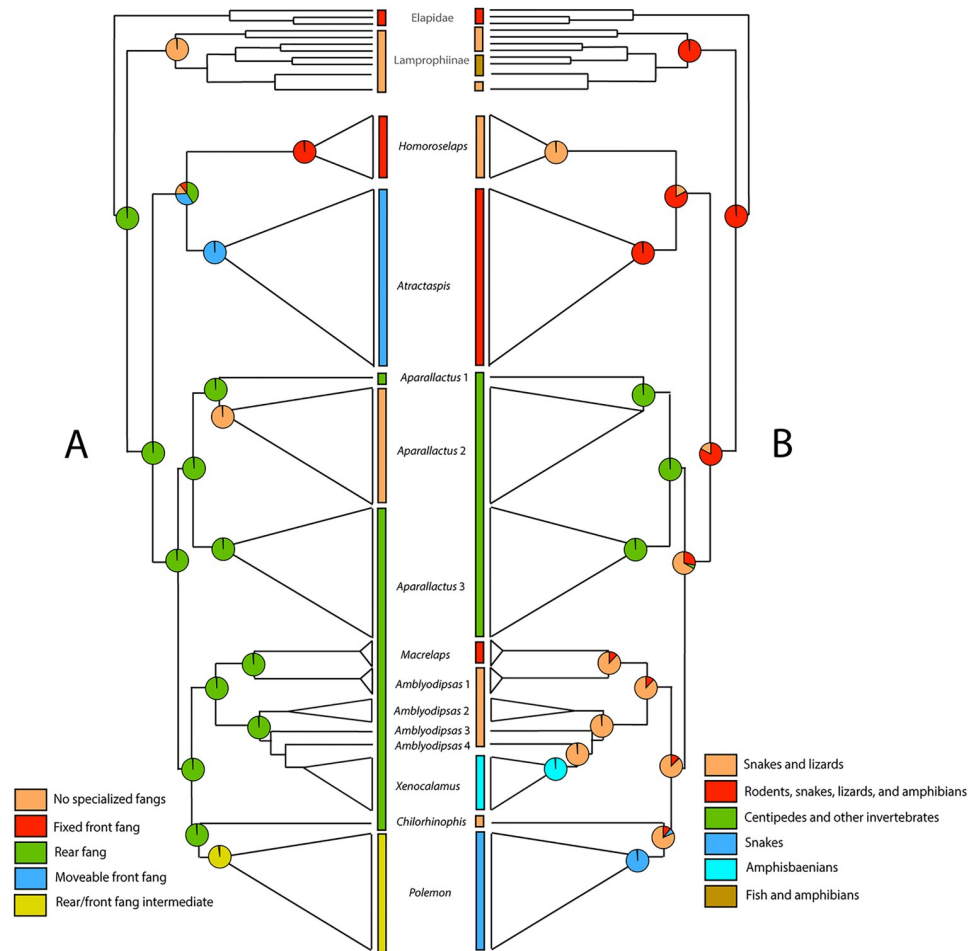 Elapidae
Lamprophiinae
Homoroselaps
Atractaspis
Aparallactus 1
A
B
Aparallactus 2
Aparallactus 3
Macrelaps
Amblyodipsas 1
Amblyodipsas 2
Amblyodipsas 3
Amblyodipsas 4
Xenocalamus
Chilorhinophis
Polemon
No specialized fangs
Fixed front fang
Rear fang
Moveable front fang
Rear/front fang intermediate
Snakes and lizards
Rodents, snakes, lizards, and amphibians
Centipedes and other invertebrates
Snakes
Amphisbaenians
Fish and amphibians